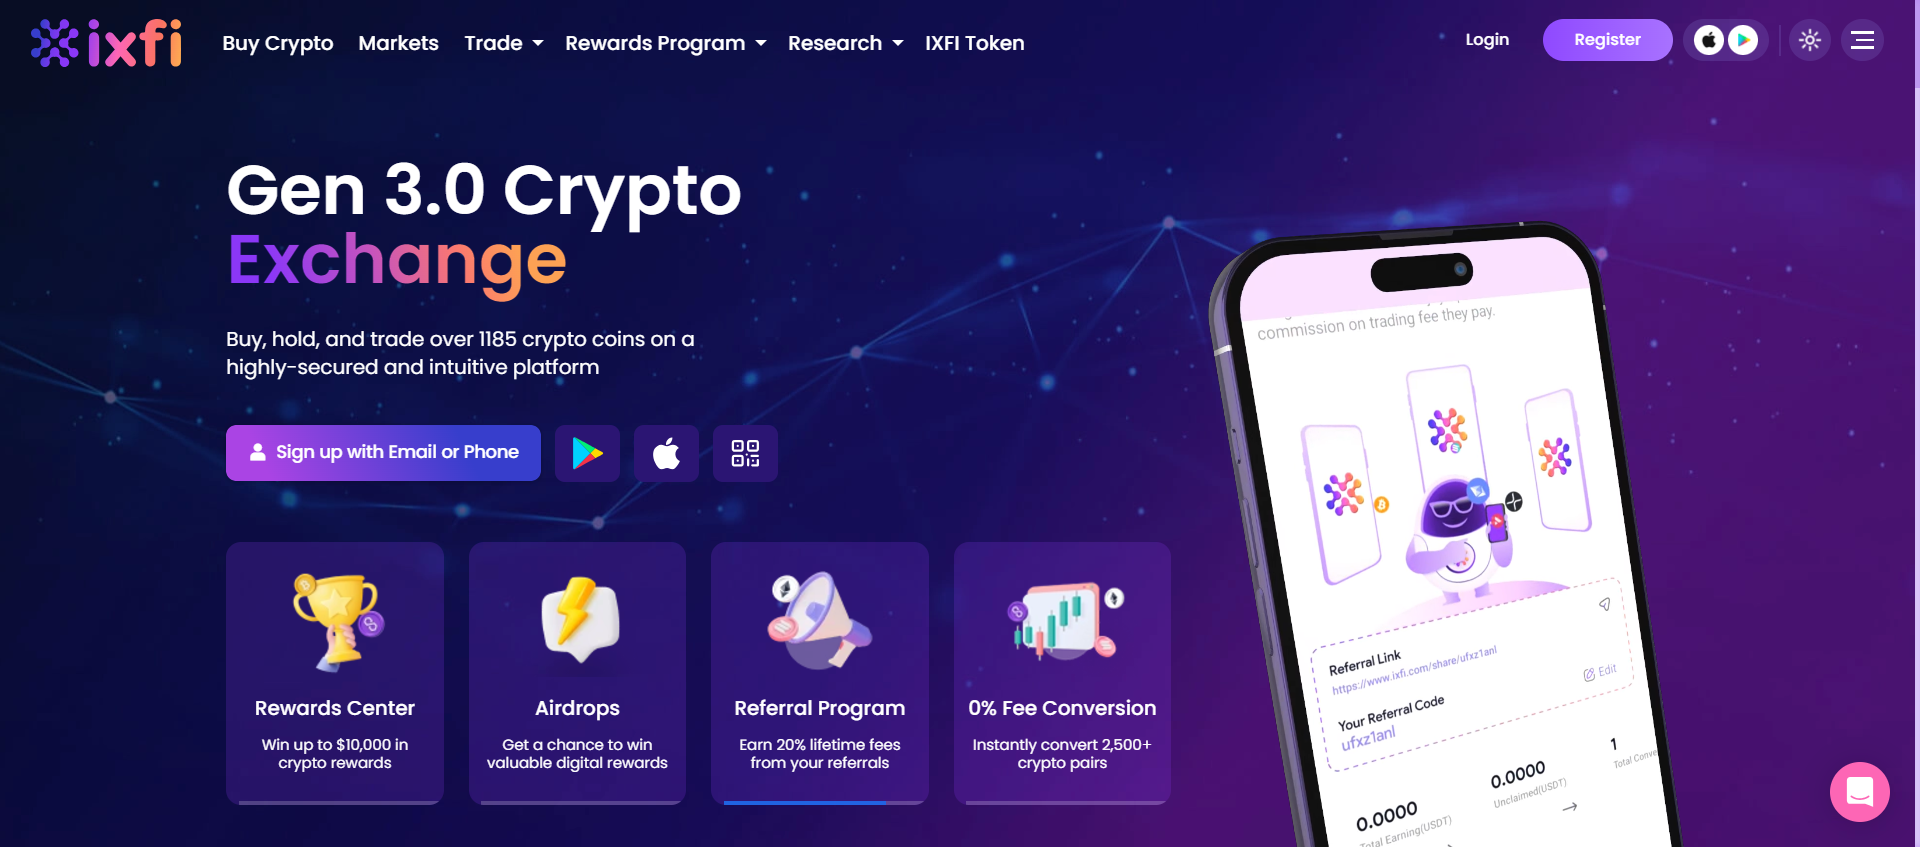 ixfi
Buy Crypto
Markets
Trade
Rewards Program
Research
IXFI Token
Login
Register
Gen 3.0 Crypto
Exchange
Buy, hold, and trade over 1185 crypto coins on a
highly-secured and intuitive platform
Sign up with Email or Phone
Rewards Center
Win up to $10,000 in
crypto rewards
Airdrops
Get a chance to win
valuable digital rewards
Referral Program
Earn 20% lifetime fees
from your referrals
0% Fee Conversion
Instantly convert 2,500+
crypto pairs
commission on trading fee they pay.
Referral Link
https://www.ixfi.com/share/ufxz1anl
Edit
Your Referral Code
ufxz1anl
0.0000
Total Earning(USDT)
0.0000
Unclaimed(USDT)
1
Total Conve